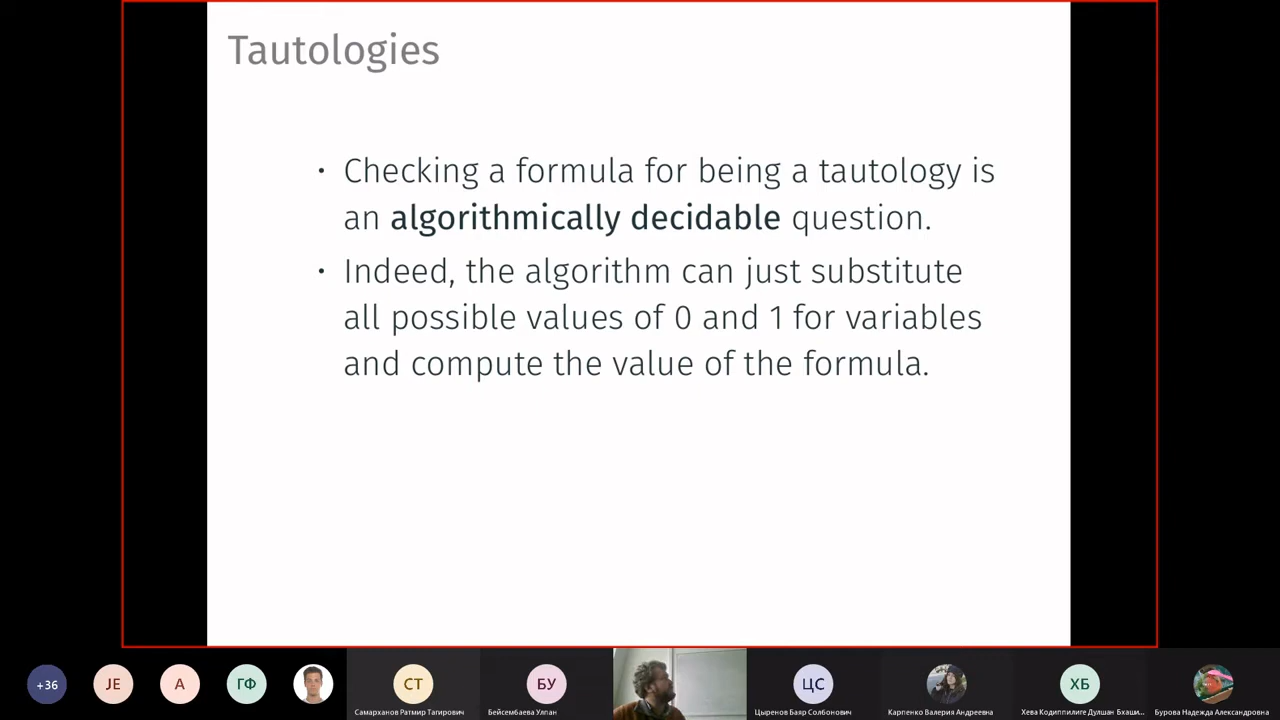 Tautologies
· Checking a formula for being a tautology is
an algorithmically decidable question.
· Indeed, the algorithm can just substitute
all possible values of 0 and 1 for variables
and compute the value of the formula.
+36
JE
A
ГФ
СТ
БУ
ЦС
ХБ
Самарханов Ратмир Тагирович
Бейсембаева Улпан
Цыренов Баяр Солбонович
Карпенко Валерия Андреевна
Хева Кодиппилиге Дулшан Бхаши...
Бурова Надежда Александровна